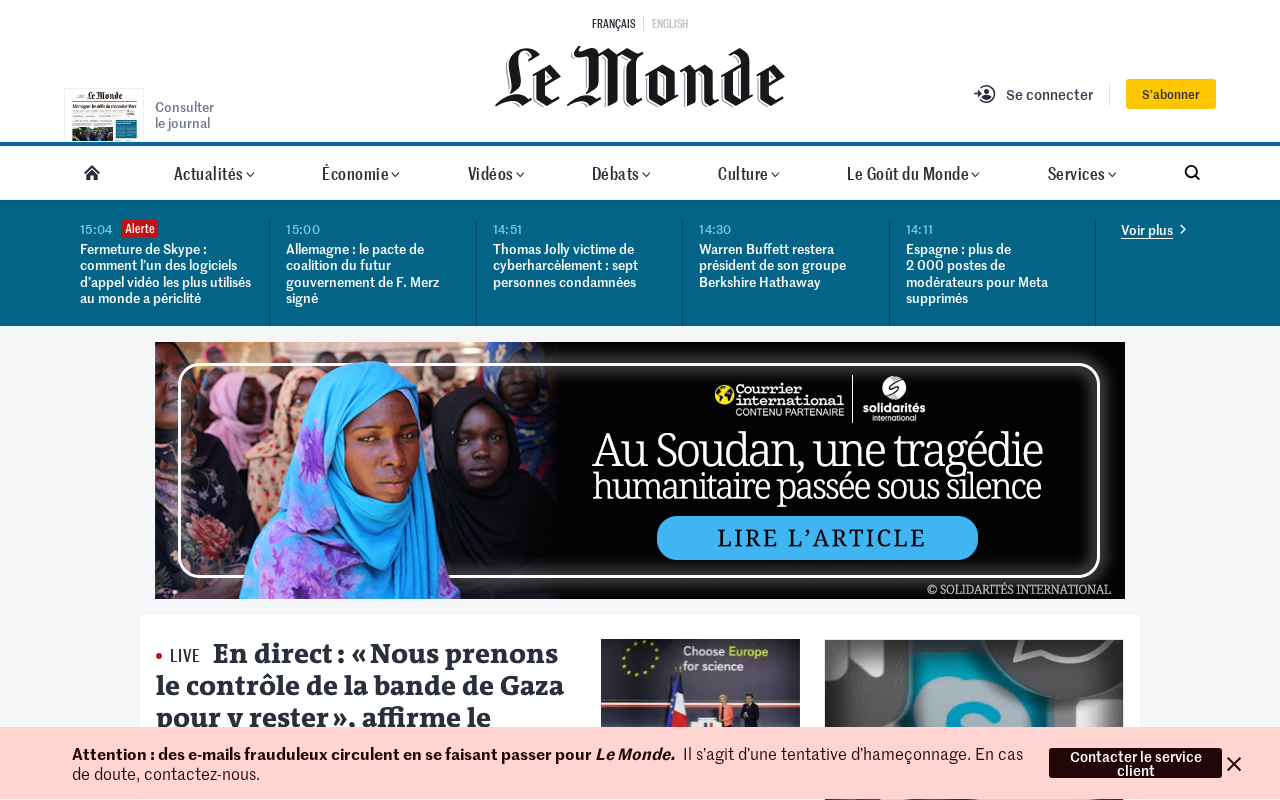 FRANÇAIS
ENGLISH
Le Monde
Le Monde
Consulter
le journal
Se connecter
S'abonner
Actualités
Économie
Vidéos
Débats
Culture
Le Goût du Monde
Services
15:04 Alerte
Fermeture de Skype :
comment l'un des logiciels
d'appel vidéo les plus utilisés
au monde a périclité
15:00
Allemagne : le pacte de
coalition du futur
gouvernement de F. Merz
signé
14:51
Thomas Jolly victime de
cyberharcèlement : sept
personnes condamnées
14:30
Warren Buffett restera
président de son groupe
Berkshire Hathaway
14:11
Espagne : plus de
2 000 postes de
modérateurs pour Meta
supprimés
Voir plus
Courrier
international
CONTENU PARTENAIRE
solidarités
international
Au Soudan, une tragédie
humanitaire passée sous silence
LIRE L'ARTICLE
© SOLIDARITÉS INTERNATIONAL
LIVE En direct : « Nous prenons
le contrôle de la bande de Gaza
pour y rester », affirme le
Choose Europe
for science
Attention : des e-mails frauduleux circulent en se faisant passer pour Le Monde. Il s'agit d'une tentative d'hameçonnage. En cas
de doute, contactez-nous.
Contacter le service
client